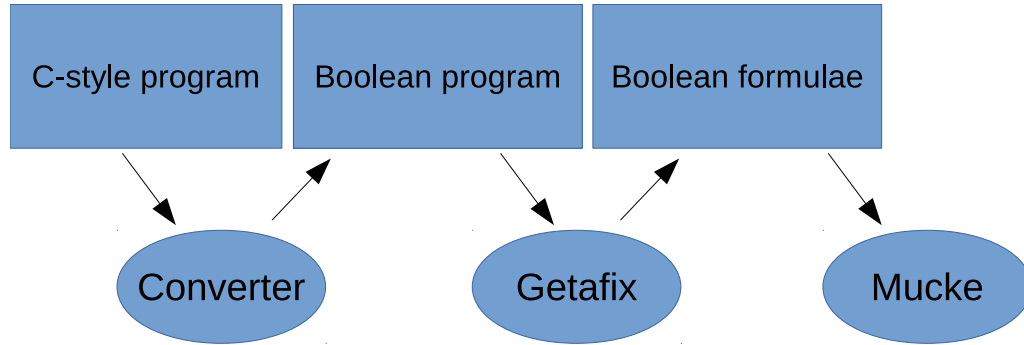 C-style program
Boolean program
Boolean formulae
Converter
Getafix
Mucke